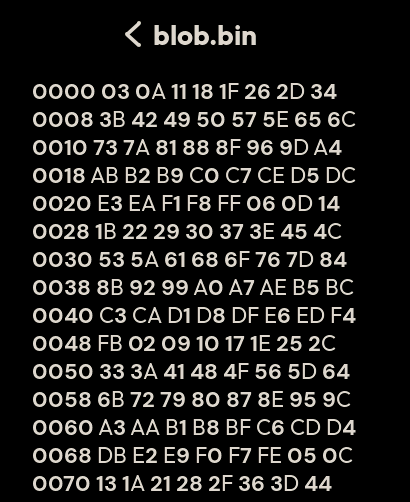 blob.bin
0000 03 0A 11 18 1F 26 2D 34
0008 3B 42 49 50 57 5E 65 6C
0010 73 7A 81 88 8F 96 9D A4
0018 AB B2 B9 C0 C7 CE D5 DC
0020 E3 EA F1 F8 FF 06 0D 14
0028 1B 22 29 30 37 3E 45 4C
0030 53 5A 61 68 6F 76 7D 84
0038 8B 92 99 A0 A7 AE B5 BC
0040 C3 CA D1 D8 DF E6 ED F4
0048 FB 02 09 10 17 1E 25 2C
0050 33 3A 41 48 4F 56 5D 64
0058 6B 72 79 80 87 8E 95 9C
0060 A3 AA B1 B8 BF C6 CD D4
0068 DB E2 E9 F0 F7 FE 05 0C
0070 13 1A 21 28 2F 36 3D 44